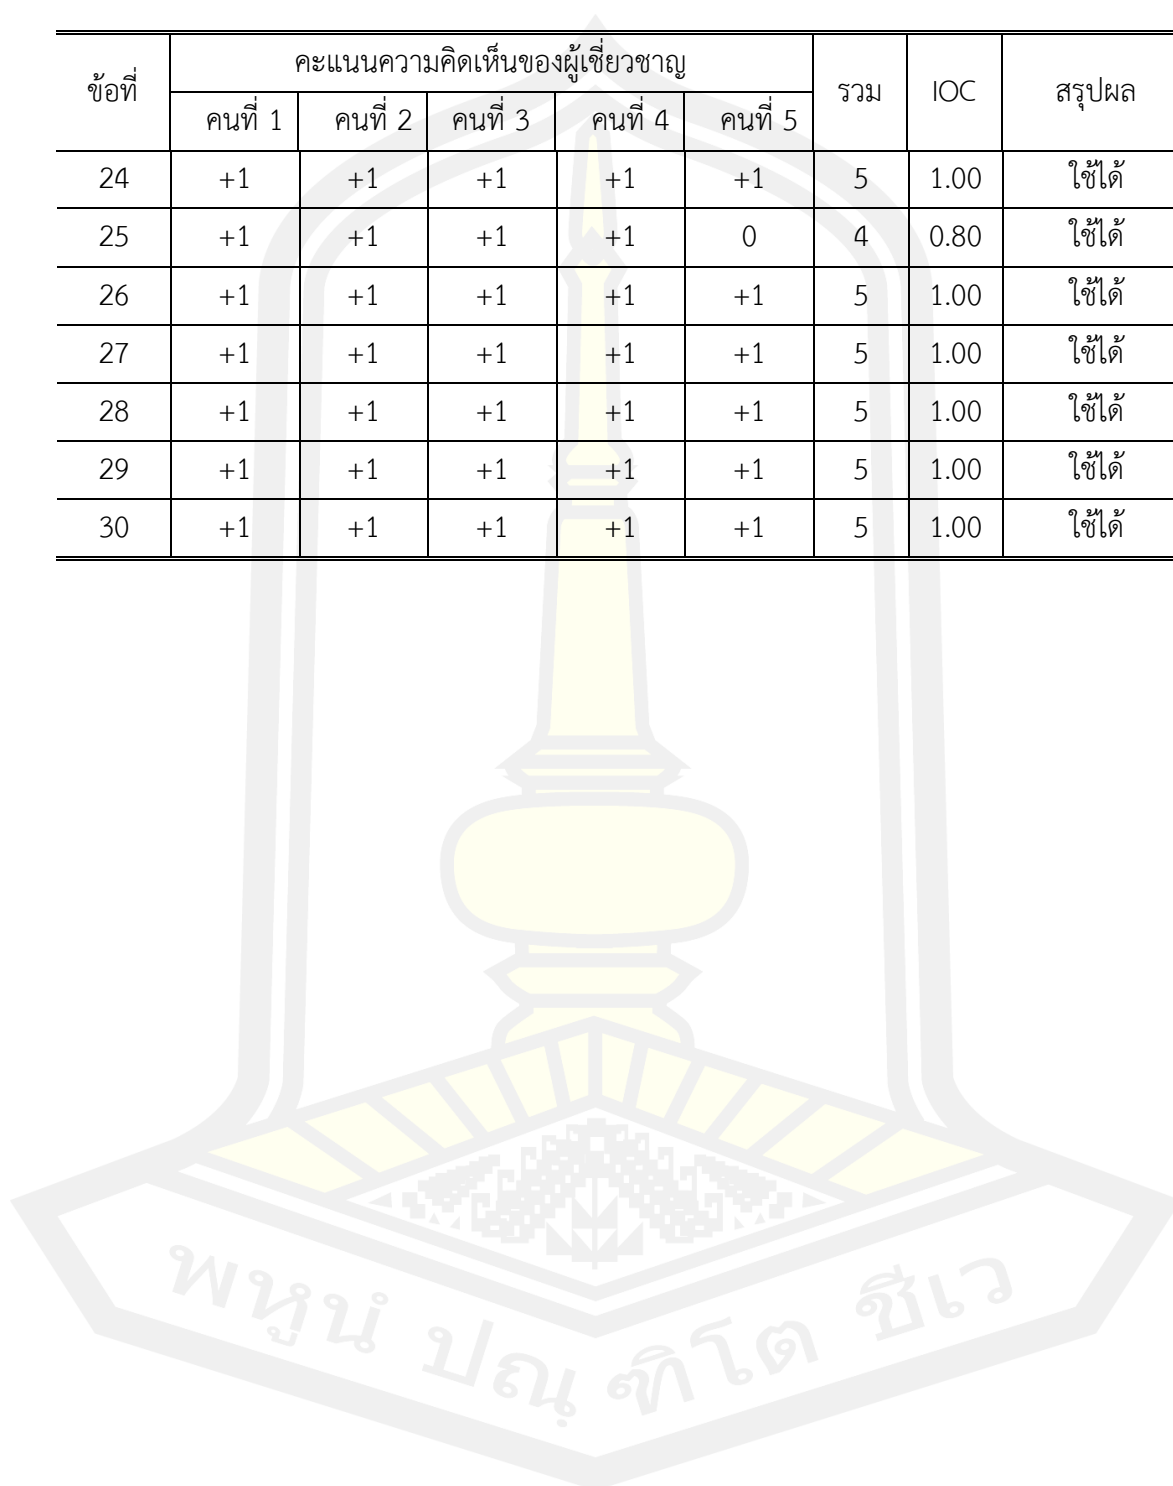 ข้อที่ คะแนนความคิดเห็นของผู้เชี่ยวชาญ รวม IOC สรุปผล
คนที่ 1 คนที่ 2 คนที่ 3 คนที่ 4 คนที่ 5
24 +1 +1 +1 +1 +1 5 1.00 ใช้ได้
25 +1 +1 +1 +1 0 4 0.80 ใช้ได้
26 +1 +1 +1 +1 +1 5 1.00 ใช้ได้
27 +1 +1 +1 +1 +1 5 1.00 ใช้ได้
28 +1 +1 +1 +1 +1 5 1.00 ใช้ได้
29 +1 +1 +1 +1 +1 5 1.00 ใช้ได้
30 +1 +1 +1 +1 +1 5 1.00 ใช้ได้
พหูนํ ปณฺฑิโต ชีเว